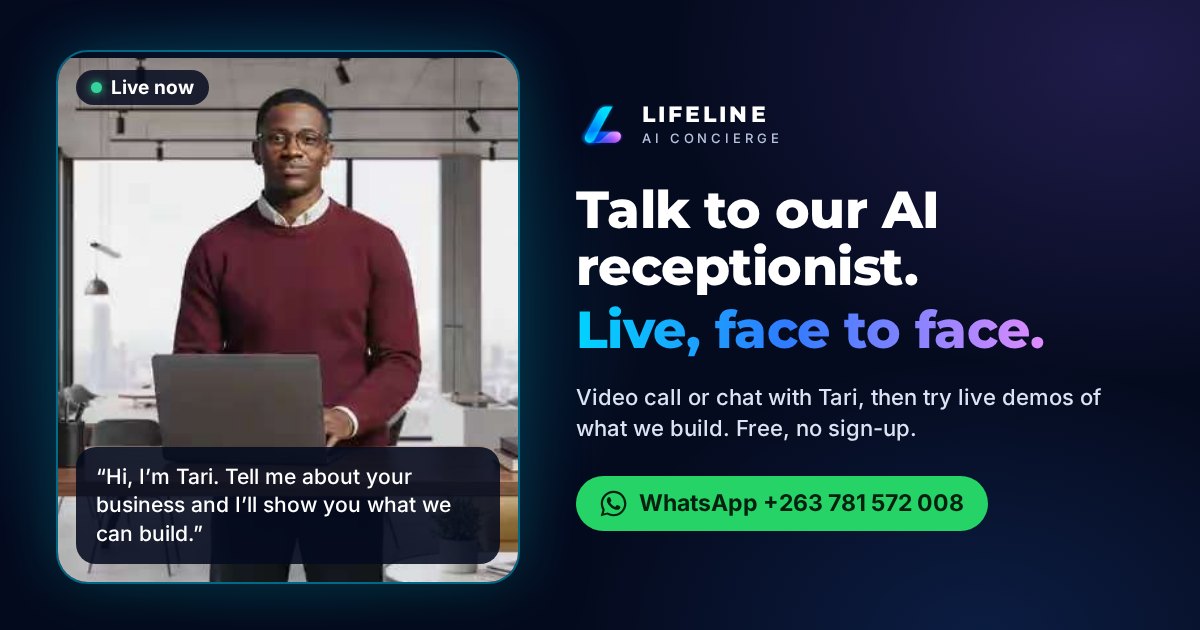 Live now
“Hi, I’m Tari. Tell me about your
business and I’ll show you what we
can build.”
LIFELINE
AI CONCIERGE
Talk to our AI
receptionist.
Live, face to face.
Video call or chat with Tari, then try live demos of
what we build. Free, no sign-up.
WhatsApp +263 781 572 008